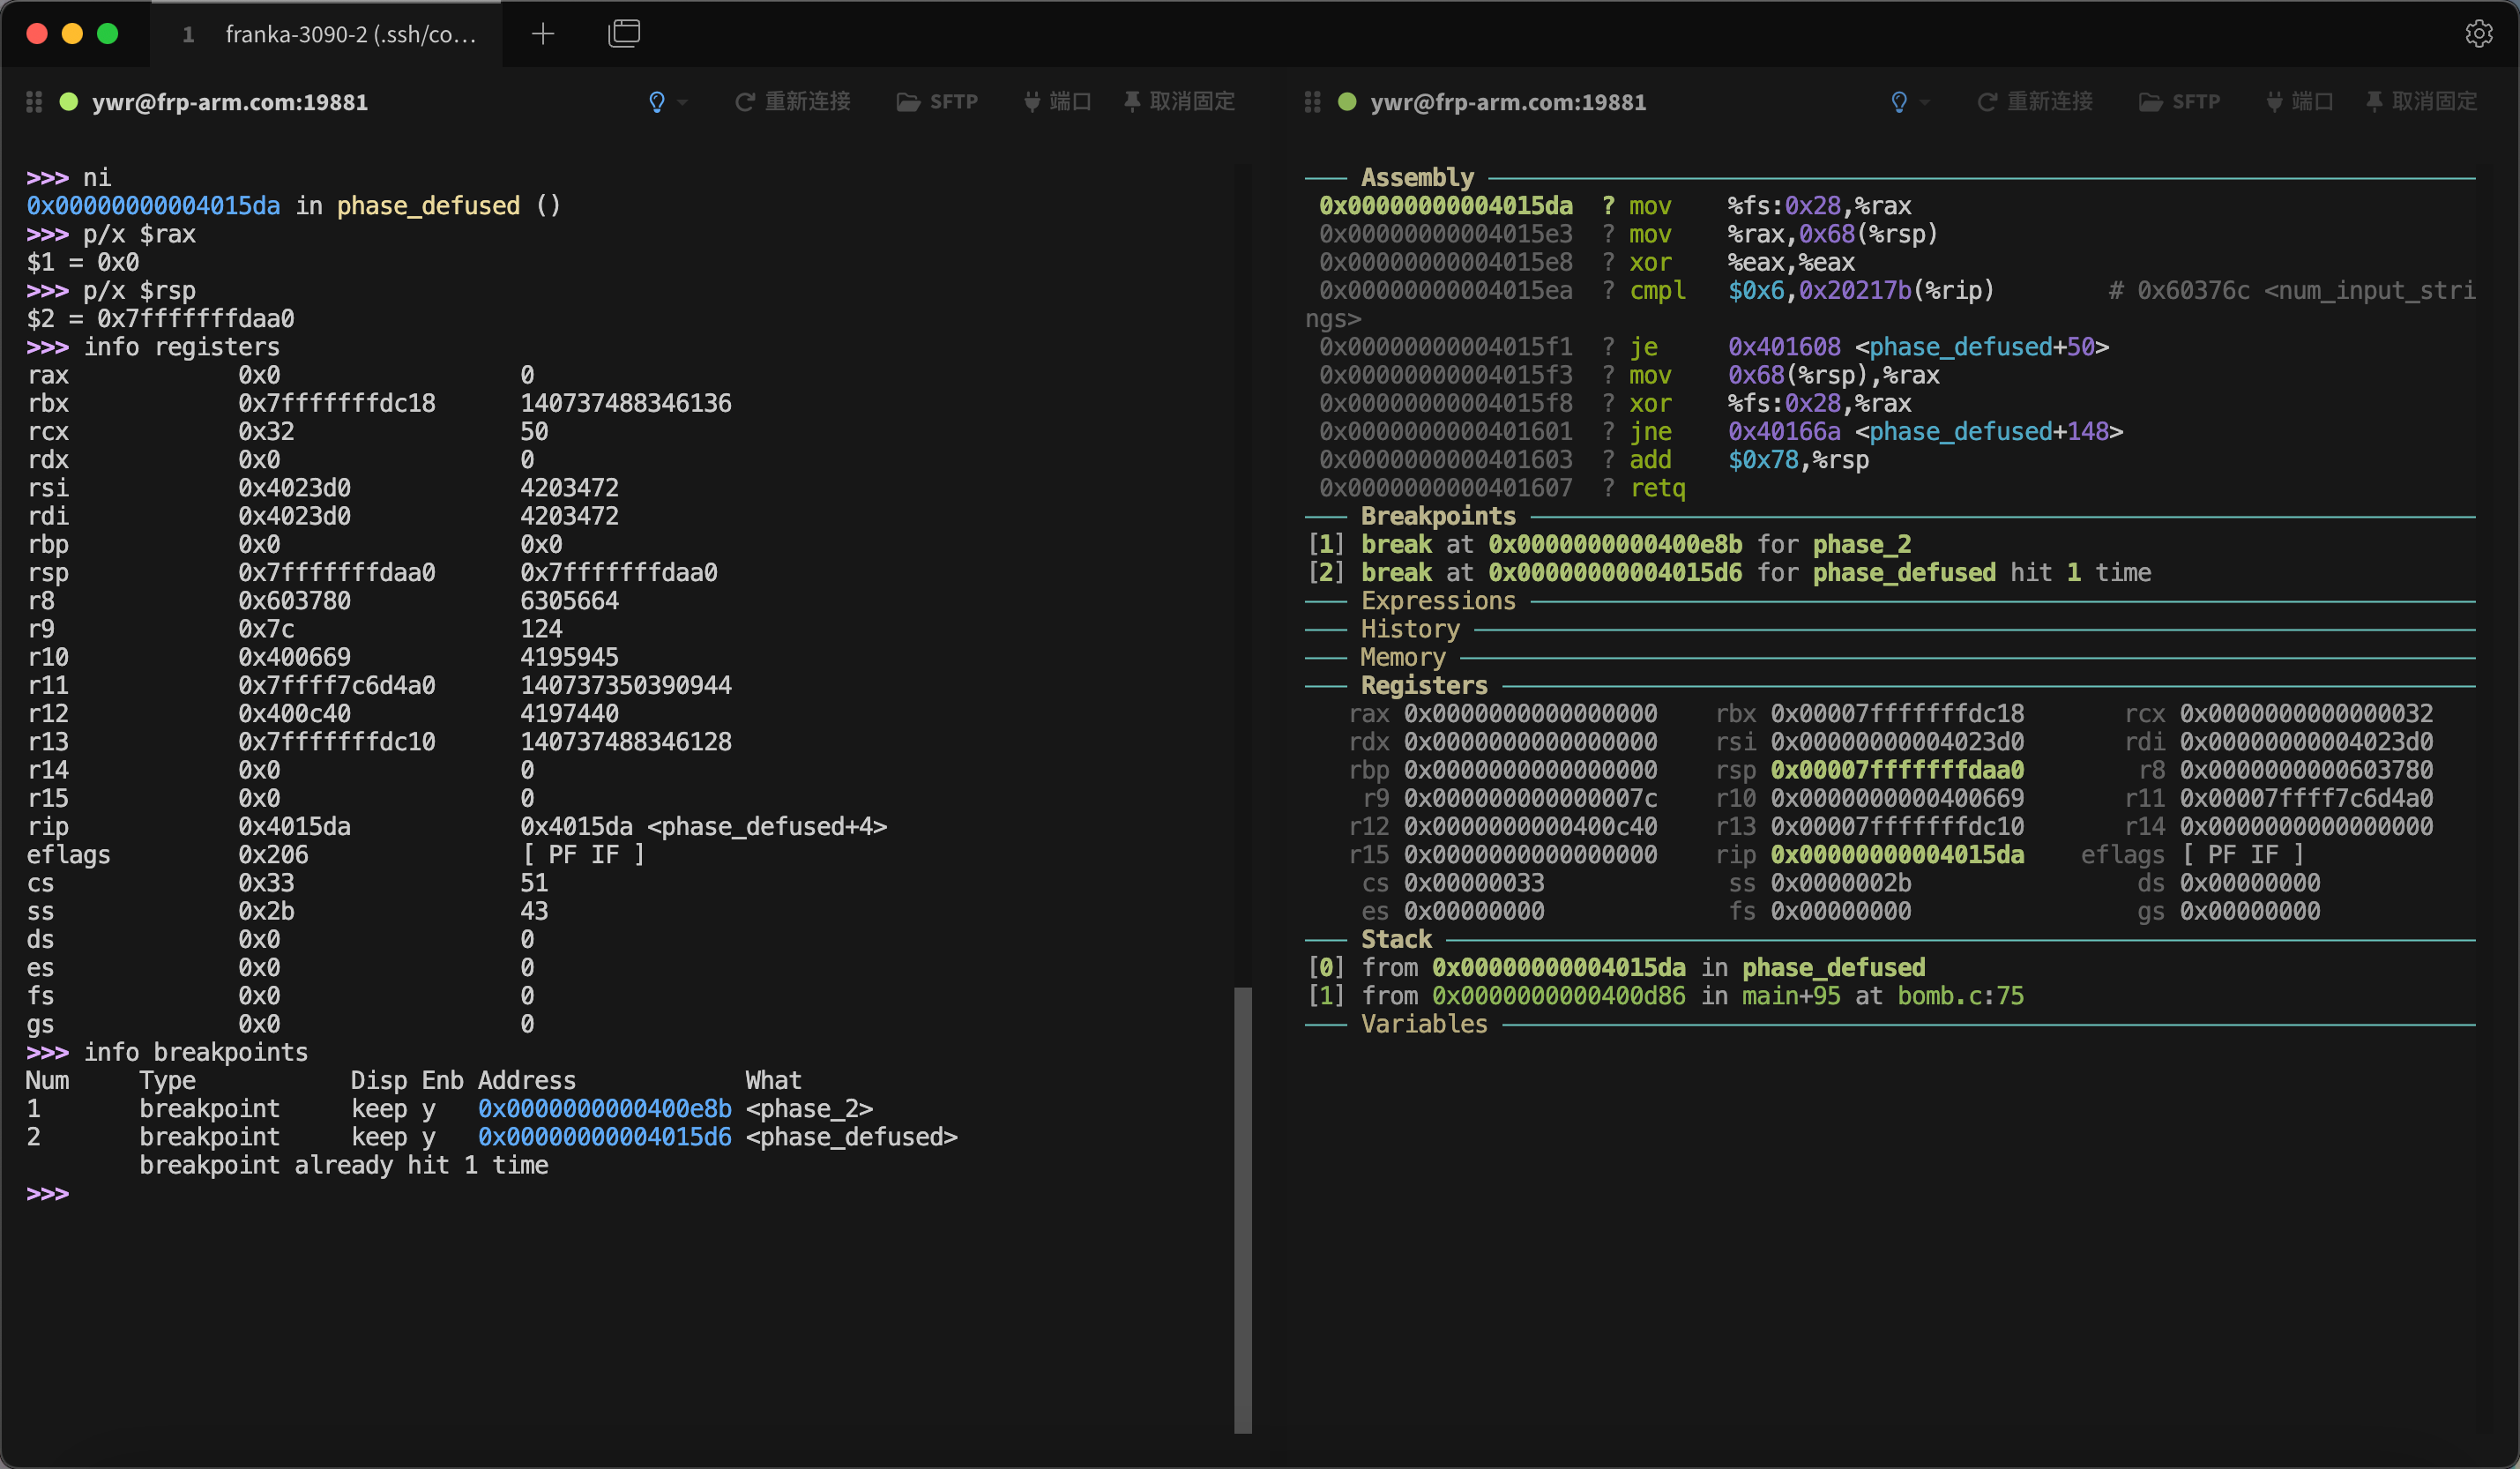 1 franka-3090-2 (.ssh/co…
ywr@frp-arm.com:19881 重新连接 SFTP 端口 取消固定
>>> ni
0x00000000004015da in phase_defused ()
>>> p/x $rax
$1 = 0x0
>>> p/x $rsp
$2 = 0x7fffffffdaa0
>>> info registers
rax 0x0 0
rbx 0x7fffffffdc18 140737488346136
rcx 0x32 50
rdx 0x0 0
rsi 0x4023d0 4203472
rdi 0x4023d0 4203472
rbp 0x0 0x0
rsp 0x7fffffffdaa0 0x7fffffffdaa0
r8 0x603780 6305664
r9 0x7c 124
r10 0x400669 4195945
r11 0x7ffff7c6d4a0 140737350390944
r12 0x400c40 4197440
r13 0x7fffffffdc10 140737488346128
r14 0x0 0
r15 0x0 0
rip 0x4015da 0x4015da <phase_defused+4>
eflags 0x206 [ PF IF ]
cs 0x33 51
ss 0x2b 43
ds 0x0 0
es 0x0 0
fs 0x0 0
gs 0x0 0
>>> info breakpoints
Num Type Disp Enb Address What
1 breakpoint keep y 0x0000000000400e8b <phase_2>
2 breakpoint keep y 0x00000000004015d6 <phase_defused>
breakpoint already hit 1 time
>>>
ywr@frp-arm.com:19881 重新连接 SFTP 端口 取消固定
Assembly
0x00000000004015da ? mov %fs:0x28,%rax
0x00000000004015e3 ? mov %rax,0x68(%rsp)
0x00000000004015e8 ? xor %eax,%eax
0x00000000004015ea ? cmpl $0x6,0x20217b(%rip) # 0x60376c <num_input_stri
ngs>
0x00000000004015f1 ? je 0x401608 <phase_defused+50>
0x00000000004015f3 ? mov 0x68(%rsp),%rax
0x00000000004015f8 ? xor %fs:0x28,%rax
0x0000000000401601 ? jne 0x40166a <phase_defused+148>
0x0000000000401603 ? add $0x78,%rsp
0x0000000000401607 ? retq
Breakpoints
[1] break at 0x0000000000400e8b for phase_2
[2] break at 0x00000000004015d6 for phase_defused hit 1 time
Expressions
History
Memory
Registers
rax 0x0000000000000000 rbx 0x00007fffffffdc18 rcx 0x0000000000000032
rdx 0x0000000000000000 rsi 0x00000000004023d0 rdi 0x00000000004023d0
rbp 0x0000000000000000 rsp 0x00007fffffffdaa0 r8 0x0000000000603780
r9 0x000000000000007c r10 0x0000000000400669 r11 0x00007ffff7c6d4a0
r12 0x0000000000400c40 r13 0x00007fffffffdc10 r14 0x0000000000000000
r15 0x0000000000000000 rip 0x00000000004015da eflags [ PF IF ]
cs 0x00000033 ss 0x0000002b ds 0x00000000
es 0x00000000 fs 0x00000000 gs 0x00000000
Stack
[0] from 0x00000000004015da in phase_defused
[1] from 0x0000000000400d86 in main+95 at bomb.c:75
Variables